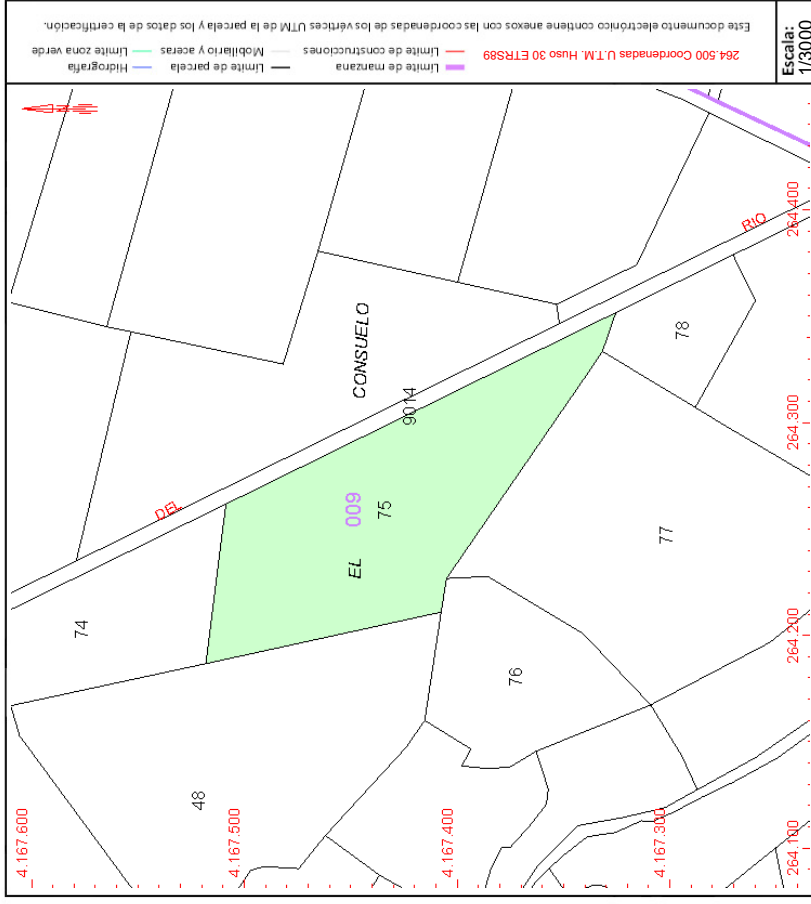 Este documento electrónico contiene anexos con las coordenadas de los vértices UTM de la parcela y los datos de la certificación.
264.500 Coordenadas U.T.M. Huso 30 ETRS89
Límite de manzana
Límite de parcela
Hidrografía
Límite de construcciones
Mobiliario y aceras
Límite zona verde
Escala:
1/3000
4.167.600
4.167.500
4.167.400
4.167.300
264.400
264.300
264.200
264.100
RIO
DEL
CONSUELO
EL
9014
009
75
74
78
77
76
48